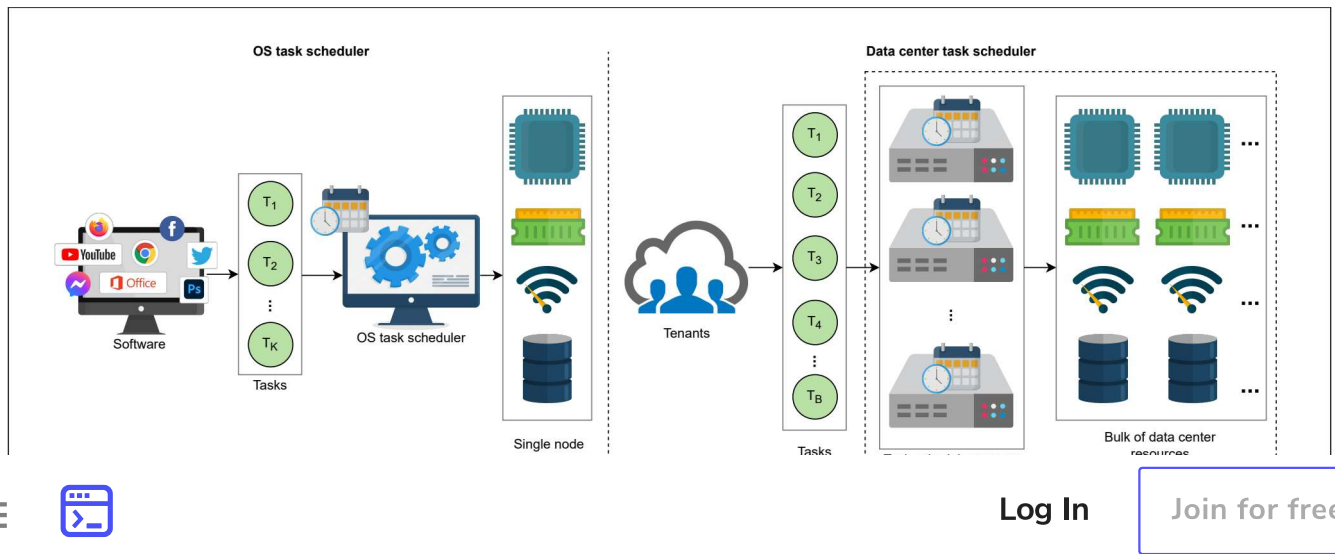 OS task scheduler
Data center task scheduler
YouTube
Office
Ps
Software
T1
T2
⋮
TK
Tasks
OS task scheduler
Single node
Tenants
T1
T2
T3
T4
⋮
TB
Tasks
⋮
...
...
...
...
Bulk of data center
resources
Log In
Join for free